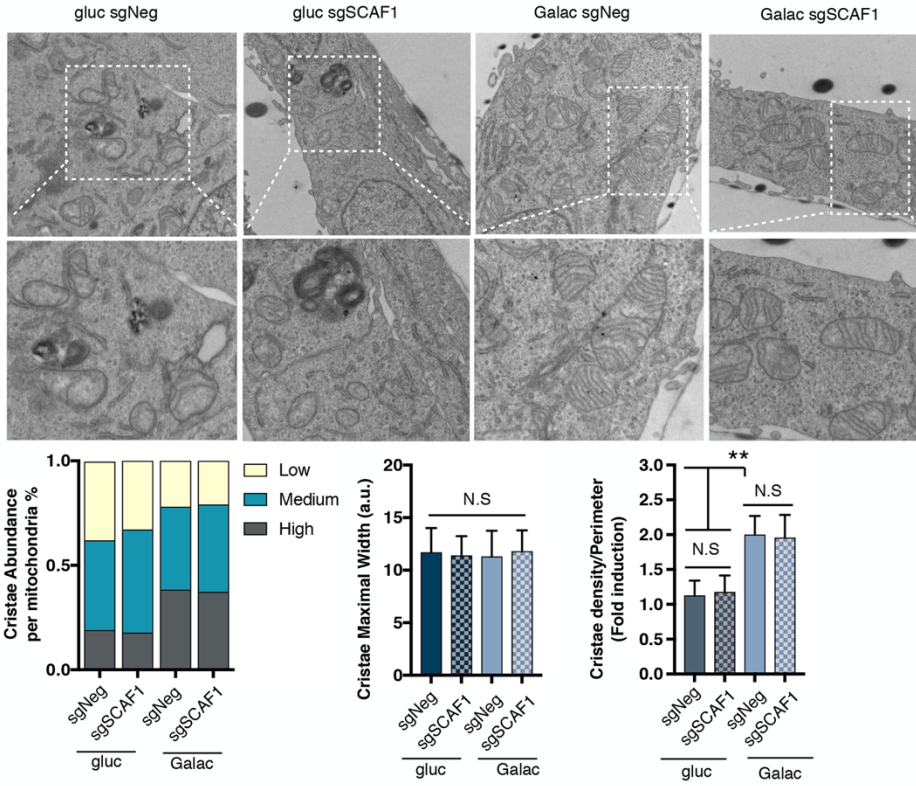 gluc sgNeg
gluc sgSCAF1
Galac sgNeg
Galac sgSCAF1
Cristae Abundance
per mitochondria %
1.0
0.5
0.0
Low
Medium
High
sgNeg
sgSCAF1
sgNeg
sgSCAF1
gluc
Galac
Cristae Maximal Width (a.u.)
20
15
10
5
0
N.S
sgNeg
sgSCAF1
sgNeg
sgSCAF1
gluc
Galac
Cristae density/Perimeter
(Fold induction)
3.0
2.5
2.0
1.5
1.0
0.5
0.0
**
N.S
N.S
sgNeg
sgSCAF1
sgNeg
sgSCAF1
gluc
Galac